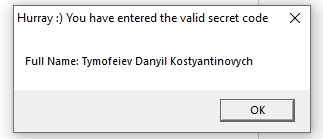 Hurray :) You have entered the valid secret code
Full Name: Tymofeiev Danyil Kostyantinovych
OK